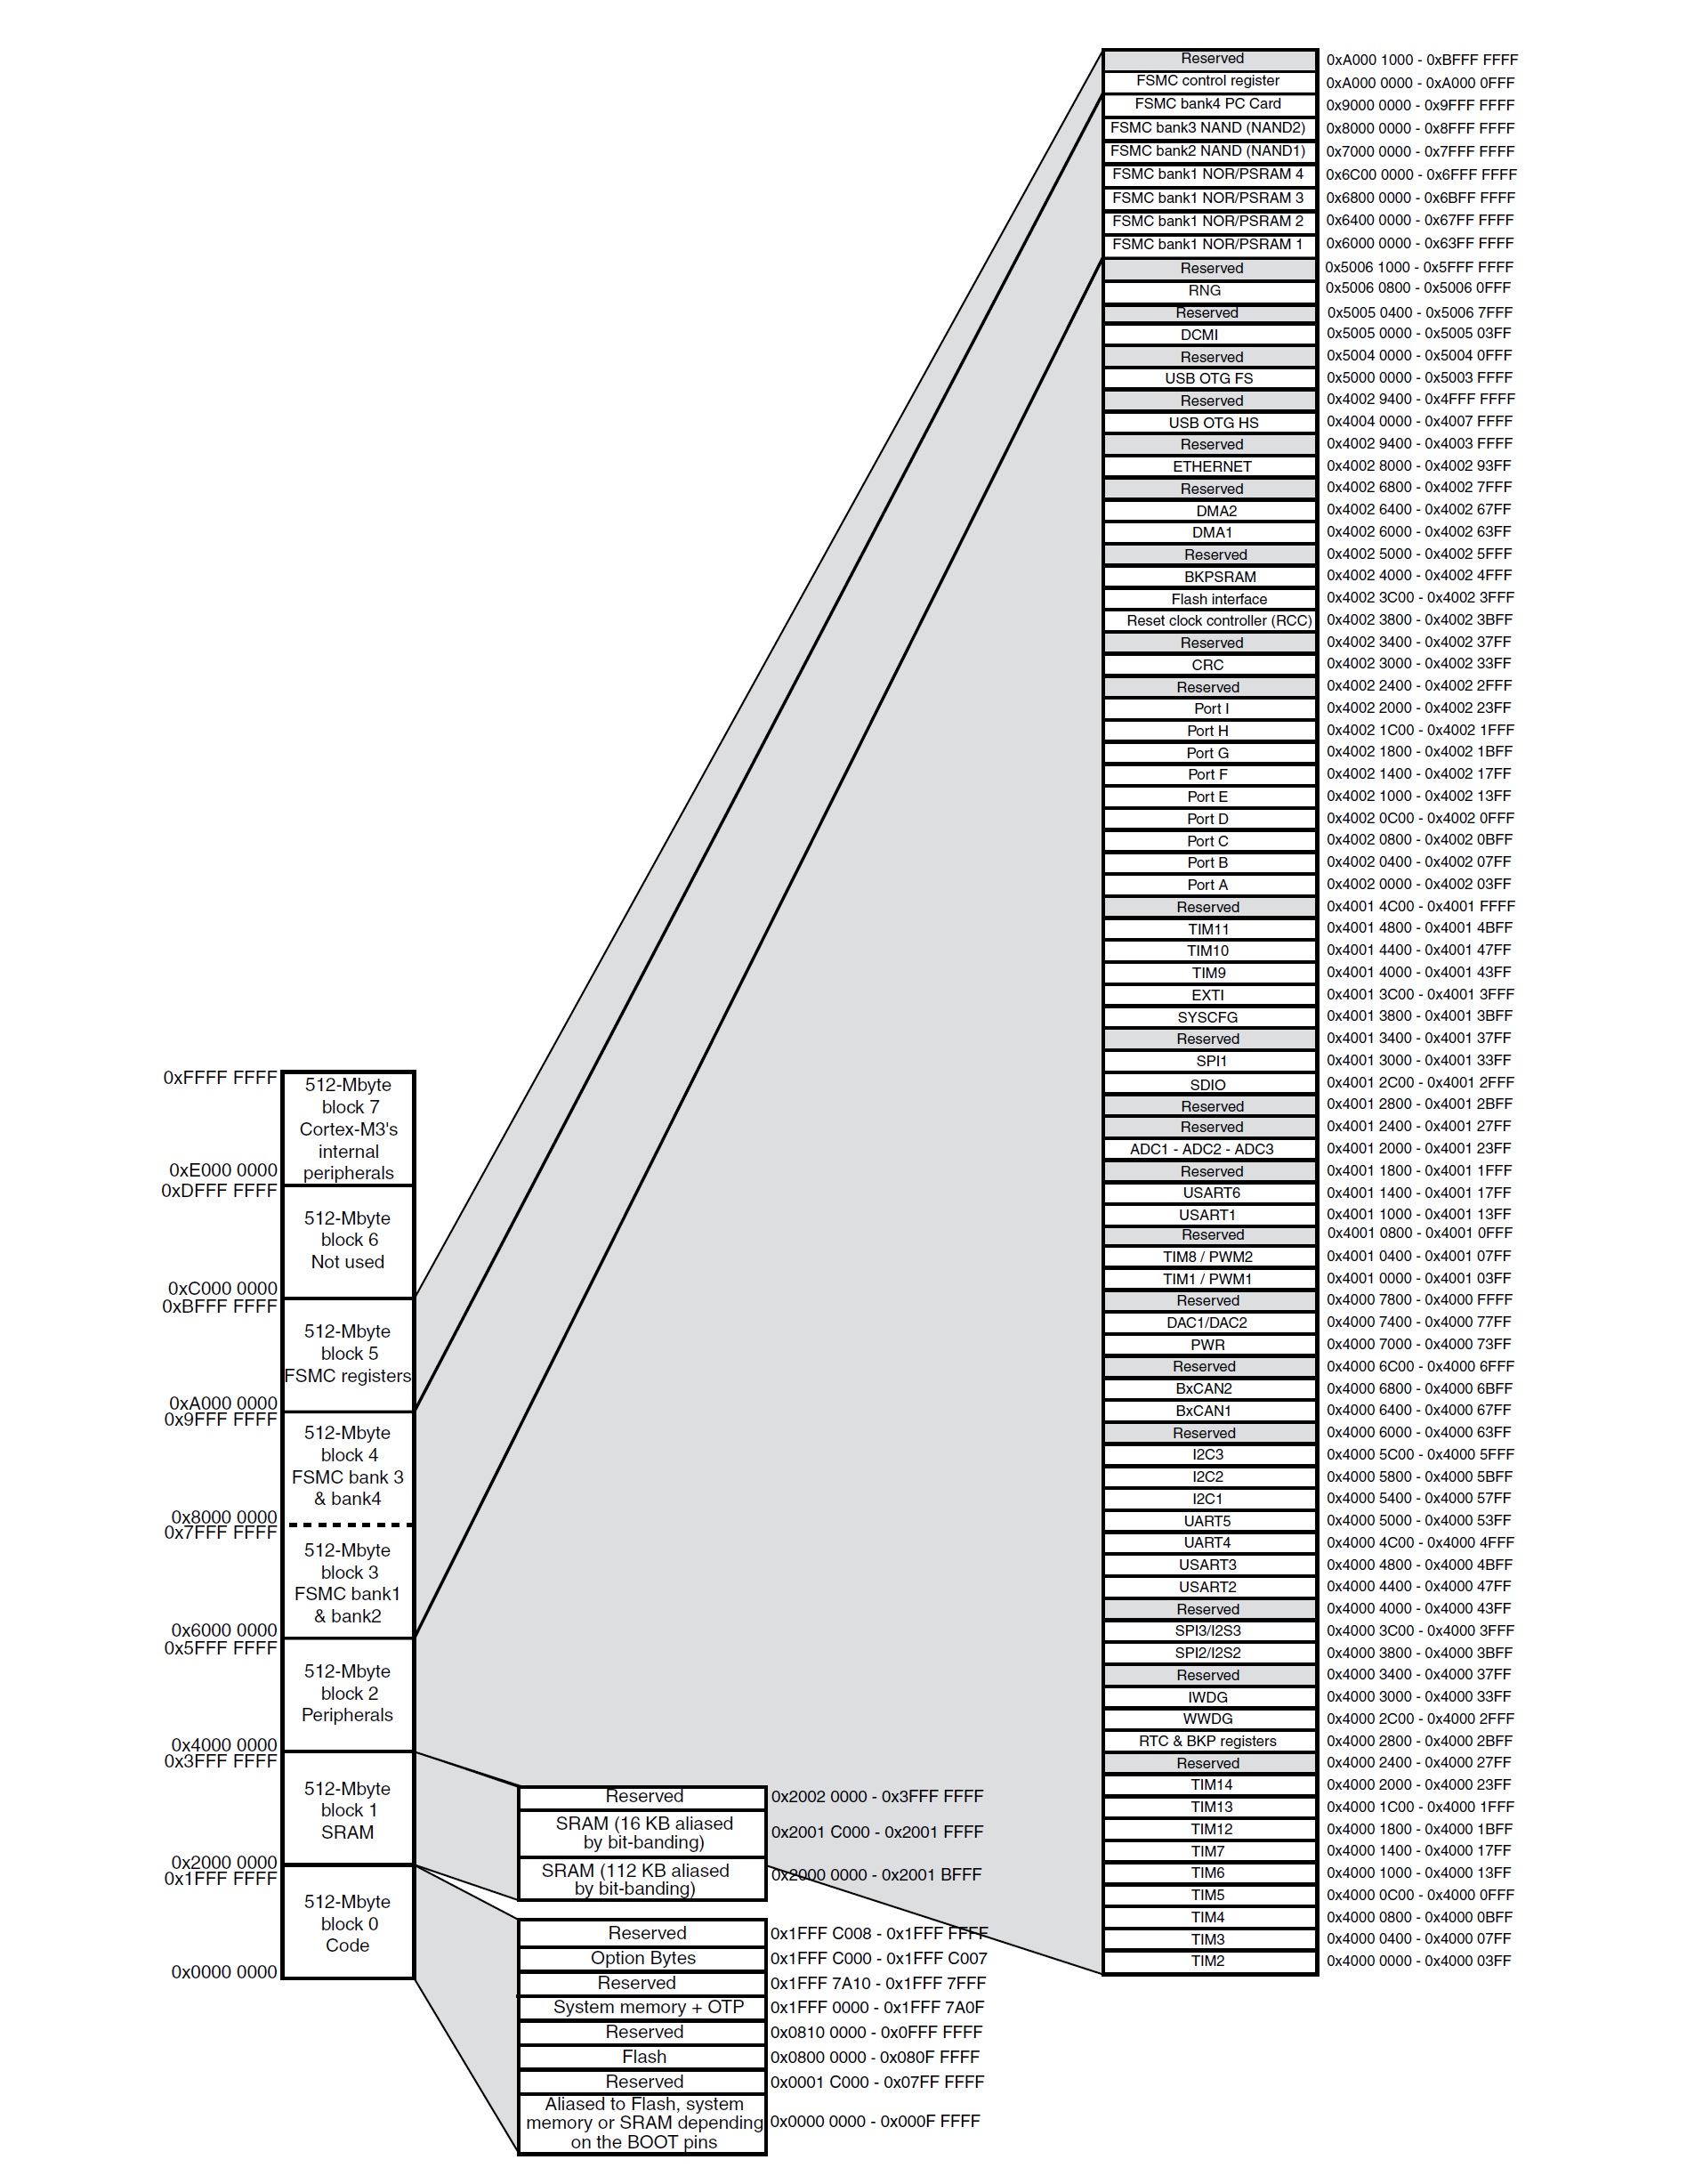 Reserved 0xA000 1000 - 0xBFFF FFFF
FSMC control register 0xA000 0000 - 0xA000 0FFF
FSMC bank4 PC Card 0x9000 0000 - 0x9FFF FFFF
FSMC bank3 NAND (NAND2) 0x8000 0000 - 0x8FFF FFFF
FSMC bank2 NAND (NAND1) 0x7000 0000 - 0x7FFF FFFF
FSMC bank1 NOR/PSRAM 4 0x6C00 0000 - 0x6FFF FFFF
FSMC bank1 NOR/PSRAM 3 0x6800 0000 - 0x6BFF FFFF
FSMC bank1 NOR/PSRAM 2 0x6400 0000 - 0x67FF FFFF
FSMC bank1 NOR/PSRAM 1 0x6000 0000 - 0x63FF FFFF
Reserved 0x5006 1000 - 0x5FFF FFFF
RNG 0x5006 0800 - 0x5006 0FFF
Reserved 0x5005 0400 - 0x5006 7FFF
DCMI 0x5005 0000 - 0x5005 03FF
Reserved 0x5004 0000 - 0x5004 0FFF
USB OTG FS 0x5000 0000 - 0x5003 FFFF
Reserved 0x4002 9400 - 0x4FFF FFFF
USB OTG HS 0x4004 0000 - 0x4007 FFFF
Reserved 0x4002 9400 - 0x4003 FFFF
ETHERNET 0x4002 8000 - 0x4002 93FF
Reserved 0x4002 6800 - 0x4002 7FFF
DMA2 0x4002 6400 - 0x4002 67FF
DMA1 0x4002 6000 - 0x4002 63FF
Reserved 0x4002 5000 - 0x4002 5FFF
BKPSRAM 0x4002 4000 - 0x4002 4FFF
Flash interface 0x4002 3C00 - 0x4002 3FFF
Reset clock controller (RCC) 0x4002 3800 - 0x4002 3BFF
Reserved 0x4002 3400 - 0x4002 37FF
CRC 0x4002 3000 - 0x4002 33FF
Reserved 0x4002 2400 - 0x4002 2FFF
Port I 0x4002 2000 - 0x4002 23FF
Port H 0x4002 1C00 - 0x4002 1FFF
Port G 0x4002 1800 - 0x4002 1BFF
Port F 0x4002 1400 - 0x4002 17FF
Port E 0x4002 1000 - 0x4002 13FF
Port D 0x4002 0C00 - 0x4002 0FFF
Port C 0x4002 0800 - 0x4002 0BFF
Port B 0x4002 0400 - 0x4002 07FF
Port A 0x4002 0000 - 0x4002 03FF
Reserved 0x4001 4C00 - 0x4001 FFFF
TIM11 0x4001 4800 - 0x4001 4BFF
TIM10 0x4001 4400 - 0x4001 47FF
TIM9 0x4001 4000 - 0x4001 43FF
EXTI 0x4001 3C00 - 0x4001 3FFF
SYSCFG 0x4001 3800 - 0x4001 3BFF
Reserved 0x4001 3400 - 0x4001 37FF
SPI1 0x4001 3000 - 0x4001 33FF
SDIO 0x4001 2C00 - 0x4001 2FFF
Reserved 0x4001 2800 - 0x4001 2BFF
Reserved 0x4001 2400 - 0x4001 27FF
ADC1 - ADC2 - ADC3 0x4001 2000 - 0x4001 23FF
Reserved 0x4001 1800 - 0x4001 1FFF
USART6 0x4001 1400 - 0x4001 17FF
USART1 0x4001 1000 - 0x4001 13FF
Reserved 0x4001 0800 - 0x4001 0FFF
TIM8 / PWM2 0x4001 0400 - 0x4001 07FF
TIM1 / PWM1 0x4001 0000 - 0x4001 03FF
Reserved 0x4000 7800 - 0x4000 FFFF
DAC1/DAC2 0x4000 7400 - 0x4000 77FF
PWR 0x4000 7000 - 0x4000 73FF
Reserved 0x4000 6C00 - 0x4000 6FFF
BxCAN2 0x4000 6800 - 0x4000 6BFF
BxCAN1 0x4000 6400 - 0x4000 67FF
Reserved 0x4000 6000 - 0x4000 63FF
I2C3 0x4000 5C00 - 0x4000 5FFF
I2C2 0x4000 5800 - 0x4000 5BFF
I2C1 0x4000 5400 - 0x4000 57FF
UART5 0x4000 5000 - 0x4000 53FF
UART4 0x4000 4C00 - 0x4000 4FFF
USART3 0x4000 4800 - 0x4000 4BFF
USART2 0x4000 4400 - 0x4000 47FF
Reserved 0x4000 4000 - 0x4000 43FF
SPI3/I2S3 0x4000 3C00 - 0x4000 3FFF
SPI2/I2S2 0x4000 3800 - 0x4000 3BFF
Reserved 0x4000 3400 - 0x4000 37FF
IWDG 0x4000 3000 - 0x4000 33FF
WWDG 0x4000 2C00 - 0x4000 2FFF
RTC & BKP registers 0x4000 2800 - 0x4000 2BFF
Reserved 0x4000 2400 - 0x4000 27FF
TIM14 0x4000 2000 - 0x4000 23FF
TIM13 0x4000 1C00 - 0x4000 1FFF
TIM12 0x4000 1800 - 0x4000 1BFF
TIM7 0x4000 1400 - 0x4000 17FF
TIM6 0x4000 1000 - 0x4000 13FF
TIM5 0x4000 0C00 - 0x4000 0FFF
TIM4 0x4000 0800 - 0x4000 0BFF
TIM3 0x4000 0400 - 0x4000 07FF
TIM2 0x4000 0000 - 0x4000 03FF
0xFFFF FFFF
512-Mbyte
block 7
Cortex-M3's
internal
peripherals
0xE000 0000
0xDFFF FFFF
512-Mbyte
block 6
Not used
0xC000 0000
0xBFFF FFFF
512-Mbyte
block 5
FSMC registers
0xA000 0000
0x9FFF FFFF
512-Mbyte
block 4
FSMC bank 3
& bank4
0x8000 0000
0x7FFF FFFF
512-Mbyte
block 3
FSMC bank1
& bank2
0x6000 0000
0x5FFF FFFF
512-Mbyte
block 2
Peripherals
0x4000 0000
0x3FFF FFFF
512-Mbyte
block 1
SRAM
0x2000 0000
0x1FFF FFFF
512-Mbyte
block 0
Code
0x0000 0000
Reserved 0x2002 0000 - 0x3FFF FFFF
SRAM (16 KB aliased
by bit-banding) 0x2001 C000 - 0x2001 FFFF
SRAM (112 KB aliased
by bit-banding) 0x2000 0000 - 0x2001 BFFF
Reserved 0x1FFF C008 - 0x1FFF FFFF
Option Bytes 0x1FFF C000 - 0x1FFF C007
Reserved 0x1FFF 7A10 - 0x1FFF 7FFF
System memory + OTP 0x1FFF 0000 - 0x1FFF 7A0F
Reserved 0x0810 0000 - 0x0FFF FFFF
Flash 0x0800 0000 - 0x080F FFFF
Reserved 0x0001 C000 - 0x07FF FFFF
Aliased to Flash, system
memory or SRAM depending
on the BOOT pins 0x0000 0000 - 0x000F FFFF